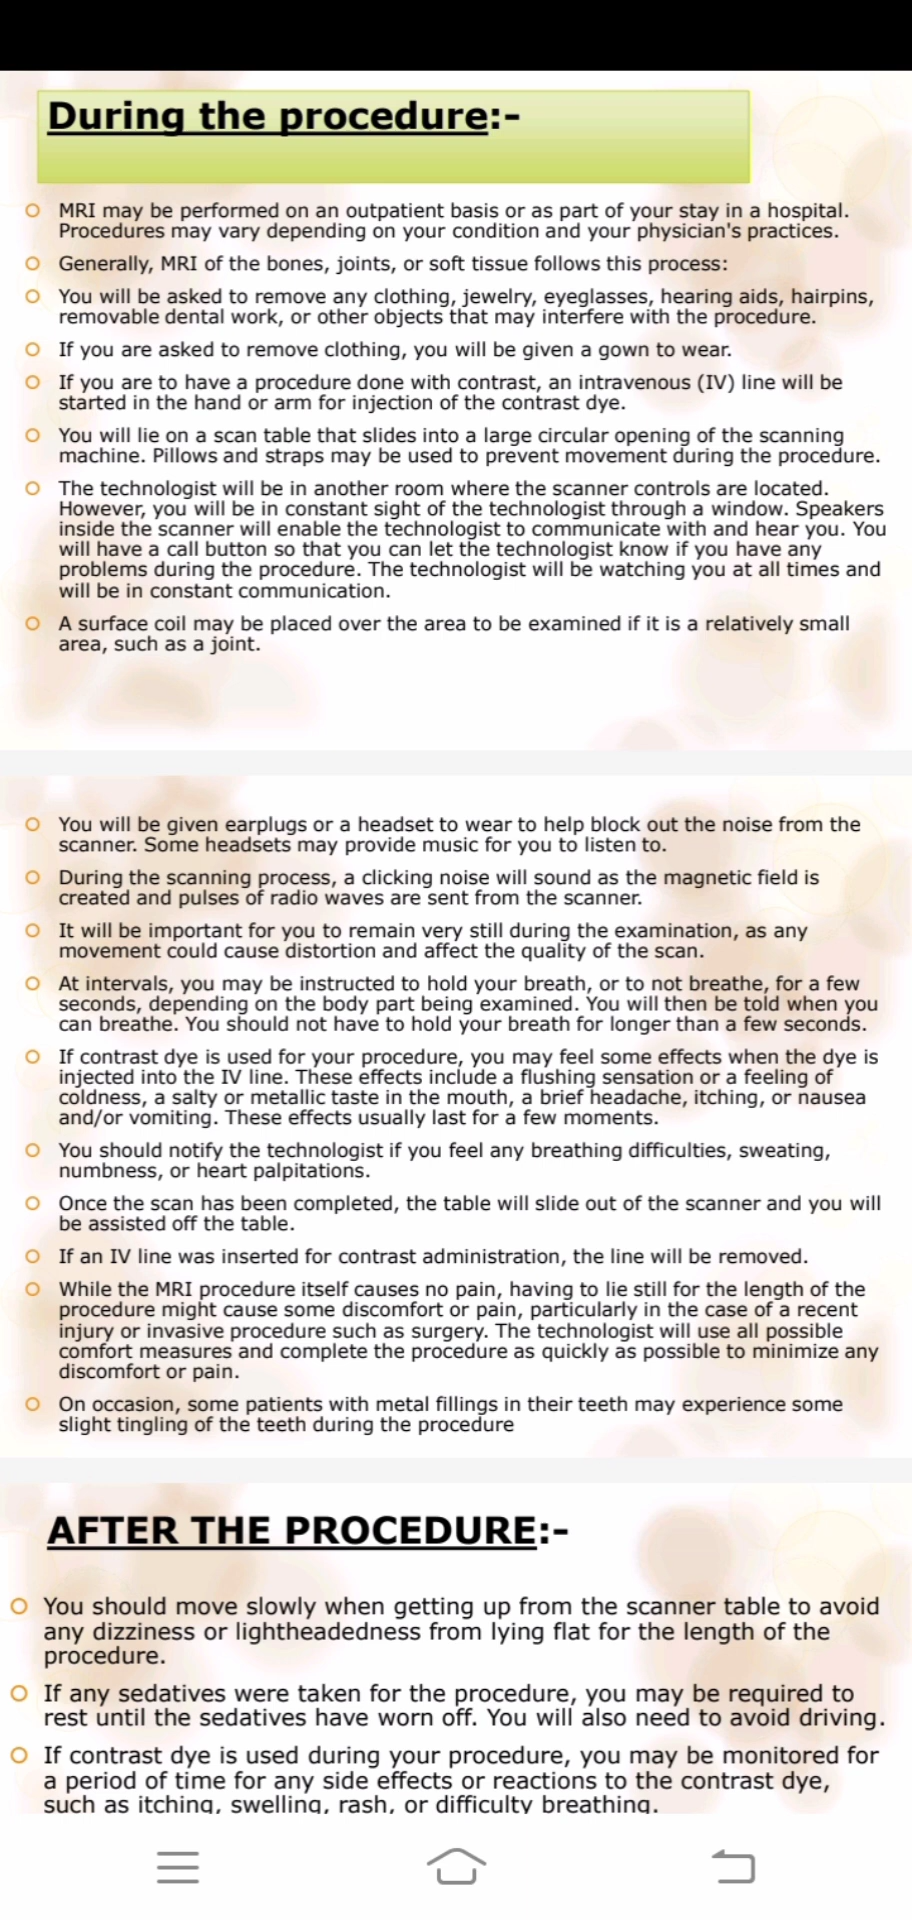 During the procedure:-
MRI may be performed on an outpatient basis or as part of your stay in a hospital.
Procedures may vary depending on your condition and your physician's practices.
Generally, MRI of the bones, joints, or soft tissue follows this process:
You will be asked to remove any clothing, jewelry, eyeglasses, hearing aids, hairpins,
removable dental work, or other objects that may interfere with the procedure.
If you are asked to remove clothing, you will be given a gown to wear.
If you are to have a procedure done with contrast, an intravenous (IV) line will be
started in the hand or arm for injection of the contrast dye.
You will lie on a scan table that slides into a large circular opening of the scanning
machine. Pillows and straps may be used to prevent movement during the procedure.
The technologist will be in another room where the scanner controls are located.
However, you will be in constant sight of the technologist through a window. Speakers
inside the scanner will enable the technologist to communicate with and hear you. You
will have a call button so that you can let the technologist know if you have any
problems during the procedure. The technologist will be watching you at all times and
will be in constant communication.
A surface coil may be placed over the area to be examined if it is a relatively small
area, such as a joint.
You will be given earplugs or a headset to wear to help block out the noise from the
scanner. Some headsets may provide music for you to listen to.
During the scanning process, a clicking noise will sound as the magnetic field is
created and pulses of radio waves are sent from the scanner.
It will be important for you to remain very still during the examination, as any
movement could cause distortion and affect the quality of the scan.
At intervals, you may be instructed to hold your breath, or to not breathe, for a few
seconds, depending on the body part being examined. You will then be told when you
can breathe. You should not have to hold your breath for longer than a few seconds.
If contrast dye is used for your procedure, you may feel some effects when the dye is
injected into the IV line. These effects include a flushing sensation or a feeling of
coldness, a salty or metallic taste in the mouth, a brief headache, itching, or nausea
and/or vomiting. These effects usually last for a few moments.
You should notify the technologist if you feel any breathing difficulties, sweating,
numbness, or heart palpitations.
Once the scan has been completed, the table will slide out of the scanner and you will
be assisted off the table.
If an IV line was inserted for contrast administration, the line will be removed.
While the MRI procedure itself causes no pain, having to lie still for the length of the
procedure might cause some discomfort or pain, particularly in the case of a recent
injury or invasive procedure such as surgery. The technologist will use all possible
comfort measures and complete the procedure as quickly as possible to minimize any
discomfort or pain.
On occasion, some patients with metal fillings in their teeth may experience some
slight tingling of the teeth during the procedure
AFTER THE PROCEDURE:-
You should move slowly when getting up from the scanner table to avoid
any dizziness or lightheadedness from lying flat for the length of the
procedure.
If any sedatives were taken for the procedure, you may be required to
rest until the sedatives have worn off. You will also need to avoid driving.
If contrast dye is used during your procedure, you may be monitored for
a period of time for any side effects or reactions to the contrast dye,
such as itching, swelling, rash, or difficulty breathing.